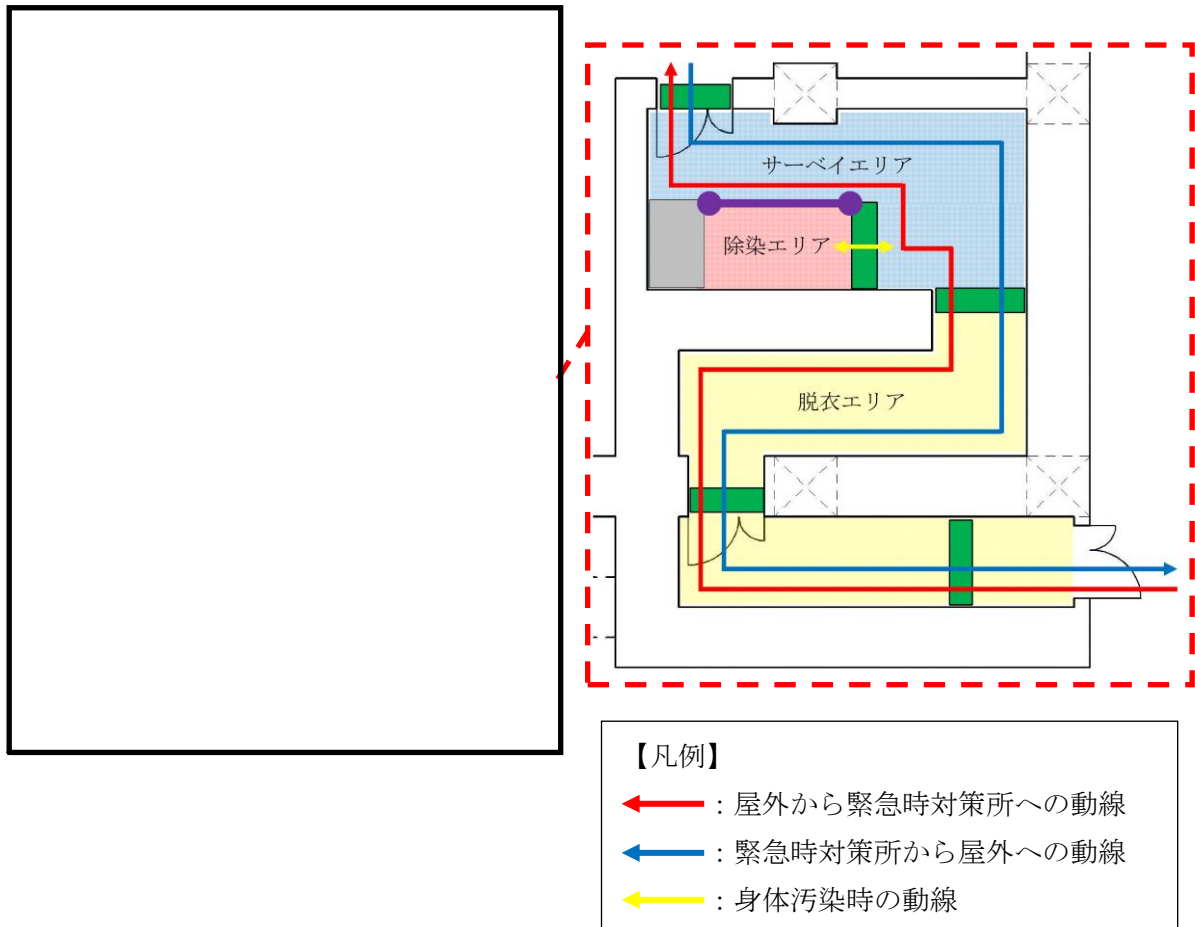 サーベイエリア
除染エリア
脱衣エリア
【凡例】
：屋外から緊急時対策所への動線
：緊急時対策所から屋外への動線
：身体汚染時の動線